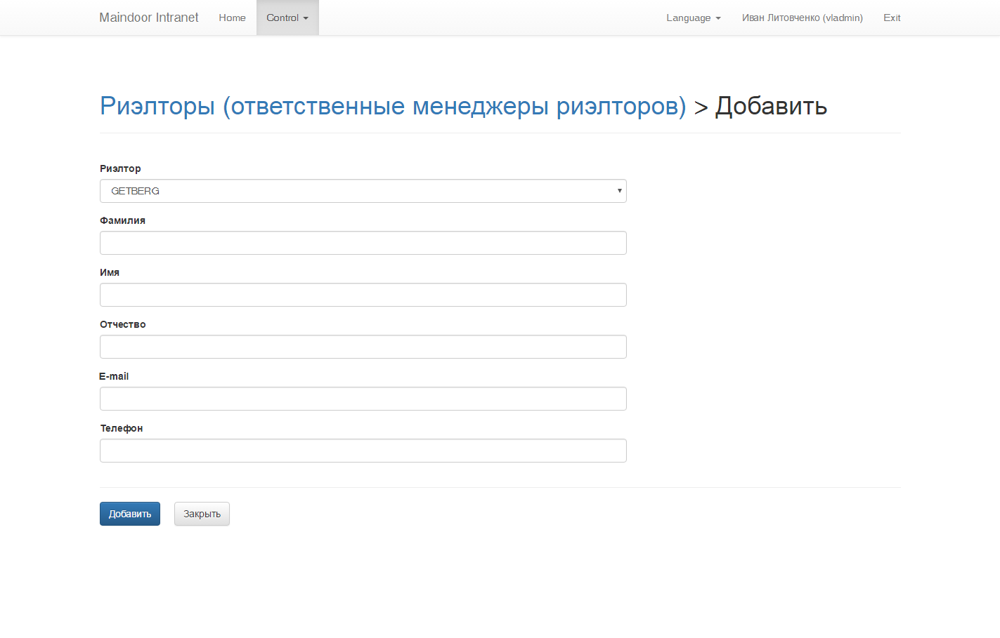 Maindoor Intranet Home Control Language Иван Литовченко (vladmin) Exit
Риэлторы (ответственные менеджеры риэлторов) > Добавить
Риэлтор
GETBERG
Фамилия
Имя
Отчество
E-mail
Телефон
Добавить Закрыть